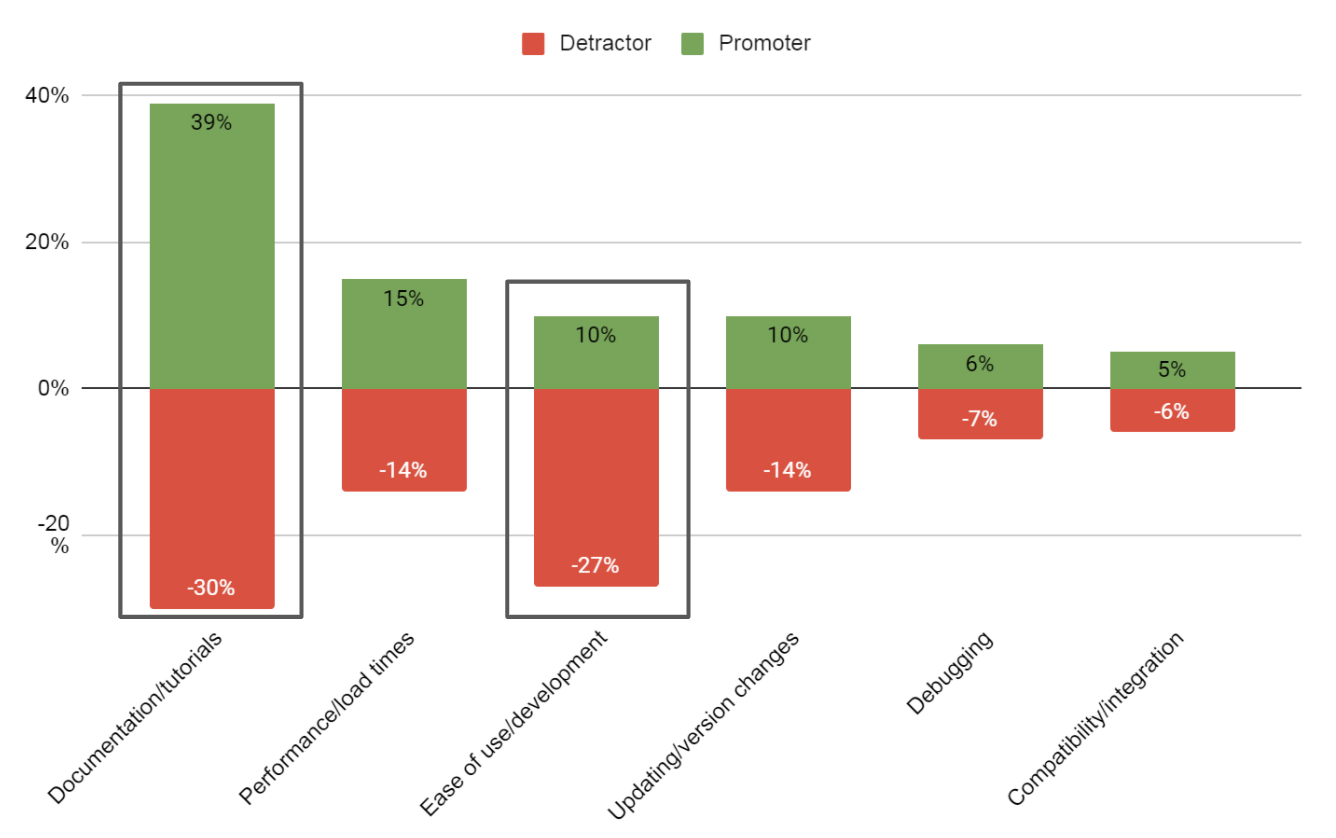 Detractor Promoter
40%
39%
20%
15%
10%
10%
6%
5%
0%
-7%
-6%
-14%
-14%
-20
%
-27%
-30%
Documentation/tutorials
Performance/load times
Ease of use/development
Updating/version changes
Debugging
Compatibility/integration